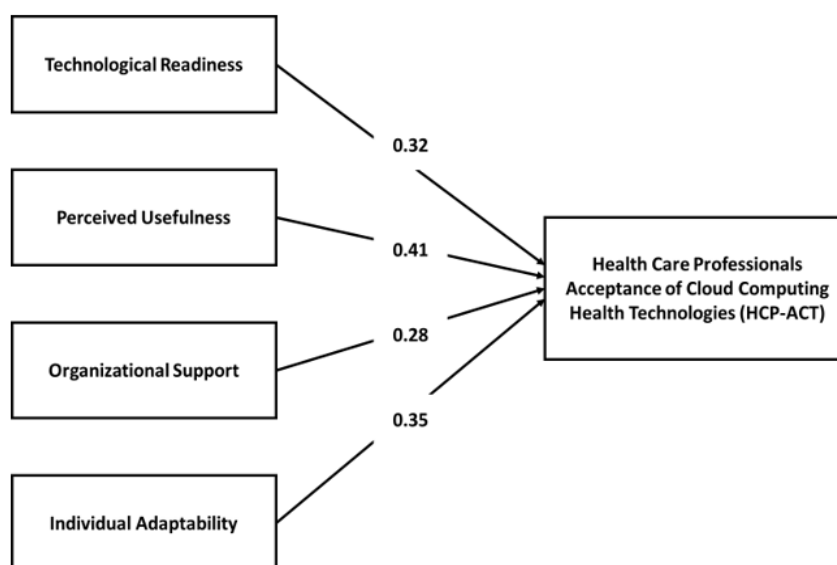 Technological Readiness
0.32
Perceived Usefulness
0.41
Health Care Professionals
Acceptance of Cloud Computing
Health Technologies (HCP-ACT)
Organizational Support
0.28
Individual Adaptability
0.35